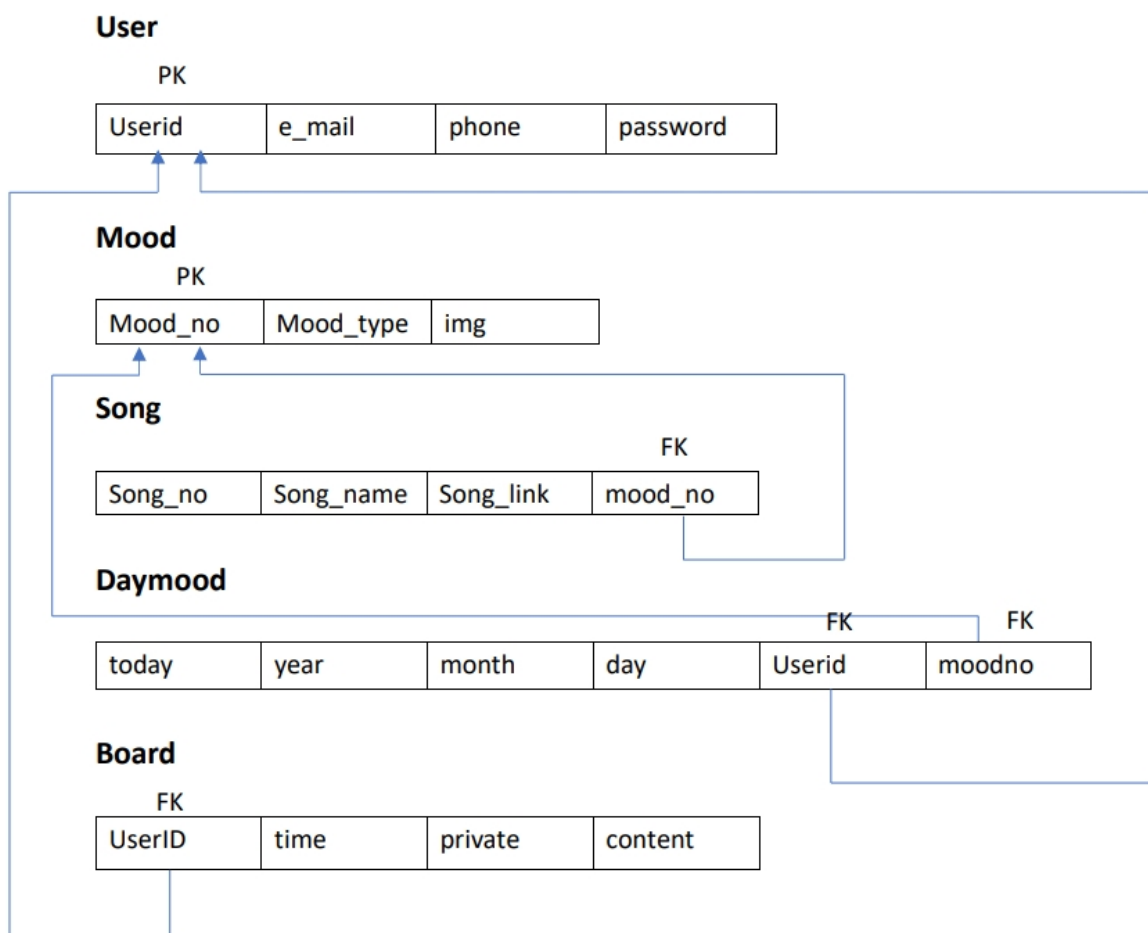 User
PK
Userid e_mail phone password
Mood
PK
Mood_no Mood_type img
Song
FK
Song_no Song_name Song_link mood_no
Daymood
FK FK
today year month day Userid moodno
Board
FK
UserID time private content